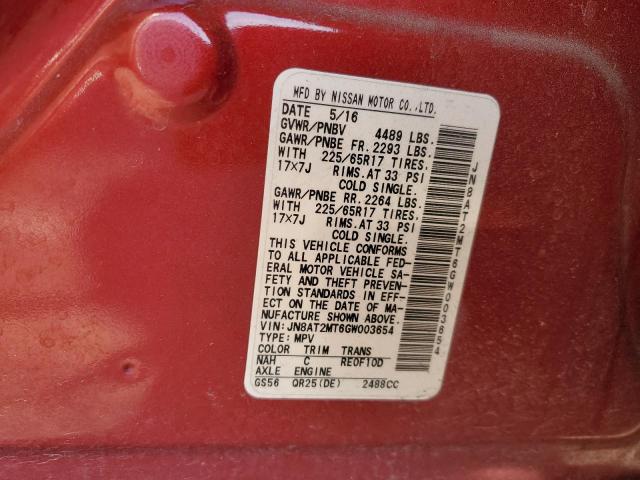 MFD BY NISSAN MOTOR CO.,LTD.
DATE 5/16
GVWR/PNBV 4489 LBS.
GAWR/PNBE FR. 2293 LBS.
WITH 225/65R17 TIRES.
17X7J RIMS.AT 33 PSI
COLD SINGLE.
GAWR/PNBE RR. 2264 LBS.
WITH 225/65R17 TIRES.
17X7J RIMS.AT 33 PSI
COLD SINGLE.
THIS VEHICLE CONFORMS
TO ALL APPLICABLE FED-
ERAL MOTOR VEHICLE SA-
FETY AND THEFT PREVEN-
TION STANDARDS IN EFF-
ECT ON THE DATE OF MA-
NUFACTURE SHOWN ABOVE.
VIN:JN8AT2MT6GW003654
TYPE: MPV
COLOR TRIM TRANS
NAH C RE0F10D
AXLE ENGINE
GS56 QR25(DE) 2488CC
JN8AT2MT6GW003654